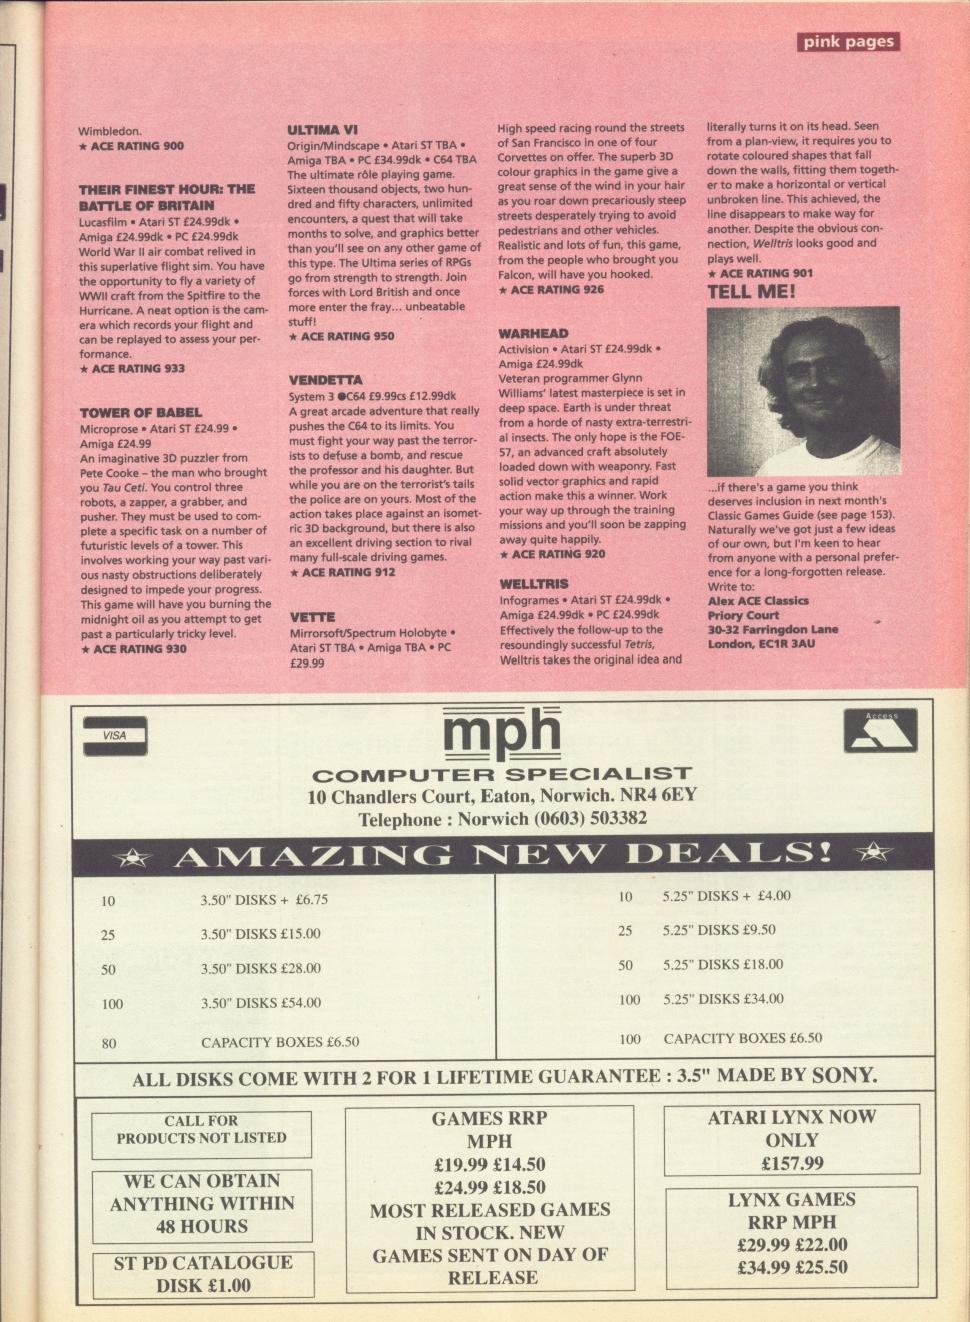 pink pages
Wimbledon.
★ ACE RATING 900
THEIR FINEST HOUR: THE
BATTLE OF BRITAIN
Lucasfilm • Atari ST £24.99dk •
Amiga £24.99dk • PC £24.99dk
World War II air combat relived in
this superlative flight sim. You have
the opportunity to fly a variety of
WWII craft from the Spitfire to the
Hurricane. A neat option is the cam-
era which records your flight and
can be replayed to assess your per-
formance.
★ ACE RATING 933
TOWER OF BABEL
Microprose • Atari ST £24.99 •
Amiga £24.99
An imaginative 3D puzzler from
Pete Cooke – the man who brought
you Tau Ceti. You control three
robots, a zapper, a grabber, and
pusher. They must be used to com-
plete a specific task on a number of
futuristic levels of a tower. This
involves working your way past vari-
ous nasty obstructions deliberately
designed to impede your progress.
This game will have you burning the
midnight oil as you attempt to get
past a particularly tricky level.
★ ACE RATING 930
ULTIMA VI
Origin/Mindscape • Atari ST TBA •
Amiga TBA • PC £34.99dk • C64 TBA
The ultimate rôle playing game.
Sixteen thousand objects, two hun-
dred and fifty characters, unlimited
encounters, a quest that will take
months to solve, and graphics better
than you'll see on any other game of
this type. The Ultima series of RPGs
go from strength to strength. Join
forces with Lord British and once
more enter the fray... unbeatable
stuff!
★ ACE RATING 950
VENDETTA
System 3 ●C64 £9.99cs £12.99dk
A great arcade adventure that really
pushes the C64 to its limits. You
must fight your way past the terror-
ists to defuse a bomb, and rescue
the professor and his daughter. But
while you are on the terrorist's tails
the police are on yours. Most of the
action takes place against an isomet-
ric 3D background, but there is also
an excellent driving section to rival
many full-scale driving games.
★ ACE RATING 912
VETTE
Mirrorsoft/Spectrum Holobyte •
Atari ST TBA • Amiga TBA • PC
£29.99
High speed racing round the streets
of San Francisco in one of four
Corvettes on offer. The superb 3D
colour graphics in the game give a
great sense of the wind in your hair
as you roar down precariously steep
streets desperately trying to avoid
pedestrians and other vehicles.
Realistic and lots of fun, this game,
from the people who brought you
Falcon, will have you hooked.
★ ACE RATING 926
WARHEAD
Activision • Atari ST £24.99dk •
Amiga £24.99dk
Veteran programmer Glynn
Williams' latest masterpiece is set in
deep space. Earth is under threat
from a horde of nasty extra-terrestri-
al insects. The only hope is the FOE-
57, an advanced craft absolutely
loaded down with weaponry. Fast
solid vector graphics and rapid
action make this a winner. Work
your way up through the training
missions and you'll soon be zapping
away quite happily.
★ ACE RATING 920
WELLTRIS
Infogrames • Atari ST £24.99dk •
Amiga £24.99dk • PC £24.99dk
Effectively the follow-up to the
resoundingly successful Tetris,
Welltris takes the original idea and
literally turns it on its head. Seen
from a plan-view, it requires you to
rotate coloured shapes that fall
down the walls, fitting them togeth-
er to make a horizontal or vertical
unbroken line. This achieved, the
line disappears to make way for
another. Despite the obvious con-
nection, Welltris looks good and
plays well.
★ ACE RATING 901
TELL ME!
...if there's a game you think
deserves inclusion in next month's
Classic Games Guide (see page 153).
Naturally we've got just a few ideas
of our own, but I'm keen to hear
from anyone with a personal prefer-
ence for a long-forgotten release.
Write to:
Alex ACE Classics
Priory Court
30-32 Farringdon Lane
London, EC1R 3AU
VISA
mph
Access
COMPUTER SPECIALIST
10 Chandlers Court, Eaton, Norwich. NR4 6EY
Telephone : Norwich (0603) 503382
AMAZING NEW DEALS!
10 3.50" DISKS + £6.75
25 3.50" DISKS £15.00
50 3.50" DISKS £28.00
100 3.50" DISKS £54.00
80 CAPACITY BOXES £6.50
10 5.25" DISKS + £4.00
25 5.25" DISKS £9.50
50 5.25" DISKS £18.00
100 5.25" DISKS £34.00
100 CAPACITY BOXES £6.50
ALL DISKS COME WITH 2 FOR 1 LIFETIME GUARANTEE : 3.5" MADE BY SONY.
CALL FOR
PRODUCTS NOT LISTED
WE CAN OBTAIN
ANYTHING WITHIN
48 HOURS
ST PD CATALOGUE
DISK £1.00
GAMES RRP
MPH
£19.99 £14.50
£24.99 £18.50
MOST RELEASED GAMES
IN STOCK. NEW
GAMES SENT ON DAY OF
RELEASE
ATARI LYNX NOW
ONLY
£157.99
LYNX GAMES
RRP MPH
£29.99 £22.00
£34.99 £25.50